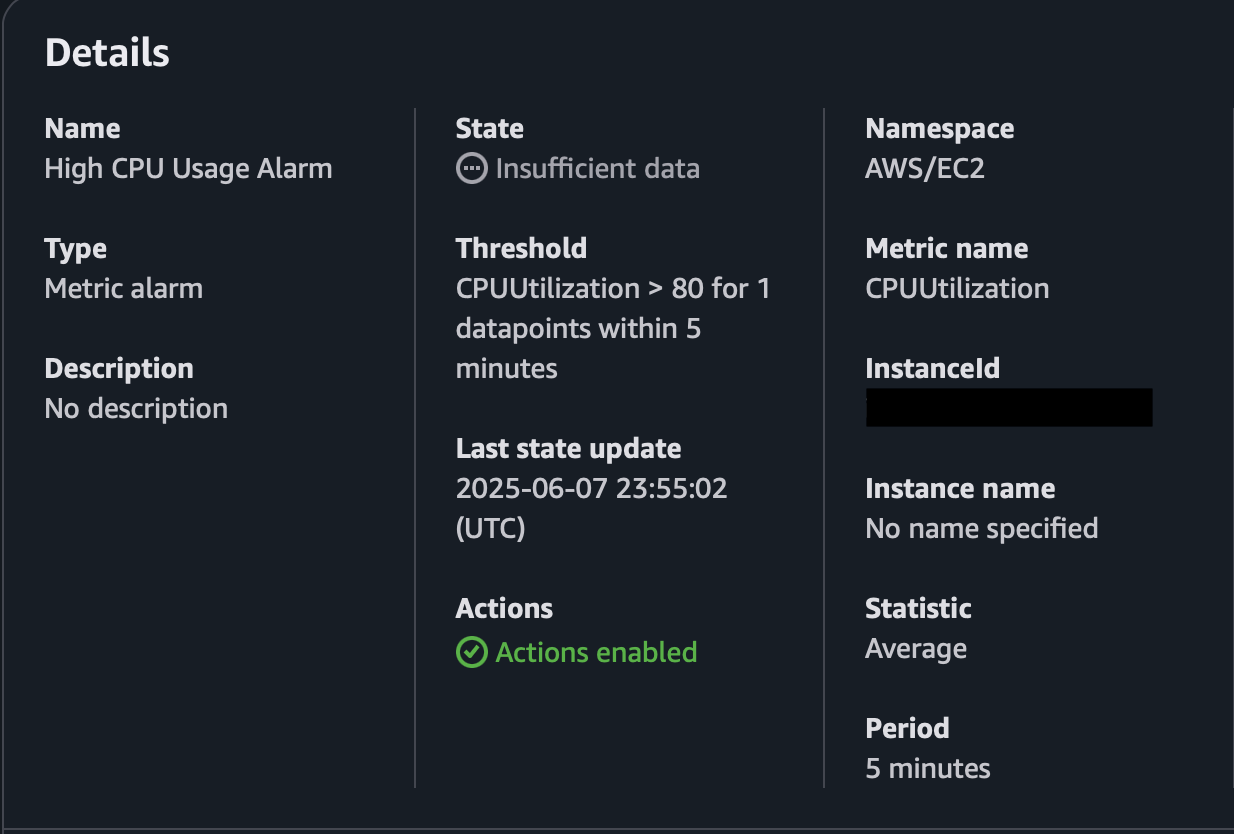 Details
Name
High CPU Usage Alarm
Type
Metric alarm
Description
No description
State
Insufficient data
Threshold
CPUUtilization > 80 for 1
datapoints within 5
minutes
Last state update
2025-06-07 23:55:02
(UTC)
Actions
Actions enabled
Namespace
AWS/EC2
Metric name
CPUUtilization
InstanceId
Instance name
No name specified
Statistic
Average
Period
5 minutes